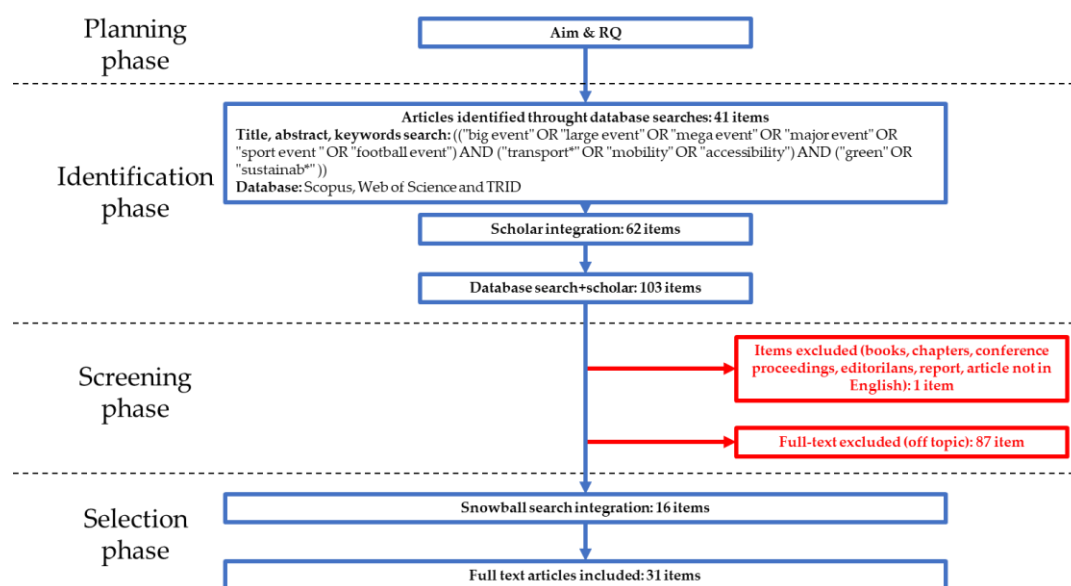 Planning
phase
Aim & RQ
Identification
phase
Articles identified throught database searches: 41 items
Title, abstract, keywords search: (("big event" OR "large event" OR "mega event" OR "major event" OR
"sport event " OR "football event") AND ("transport*" OR "mobility" OR "accessibility") AND ("green" OR
"sustainab*" ))
Database: Scopus, Web of Science and TRID
Scholar integration: 62 items
Database search+scholar: 103 items
Screening
phase
Items excluded (books, chapters, conference
proceedings, editorilans, report, article not in
English): 1 item
Full-text excluded (off topic): 87 item
Selection
phase
Snowball search integration: 16 items
Full text articles included: 31 items